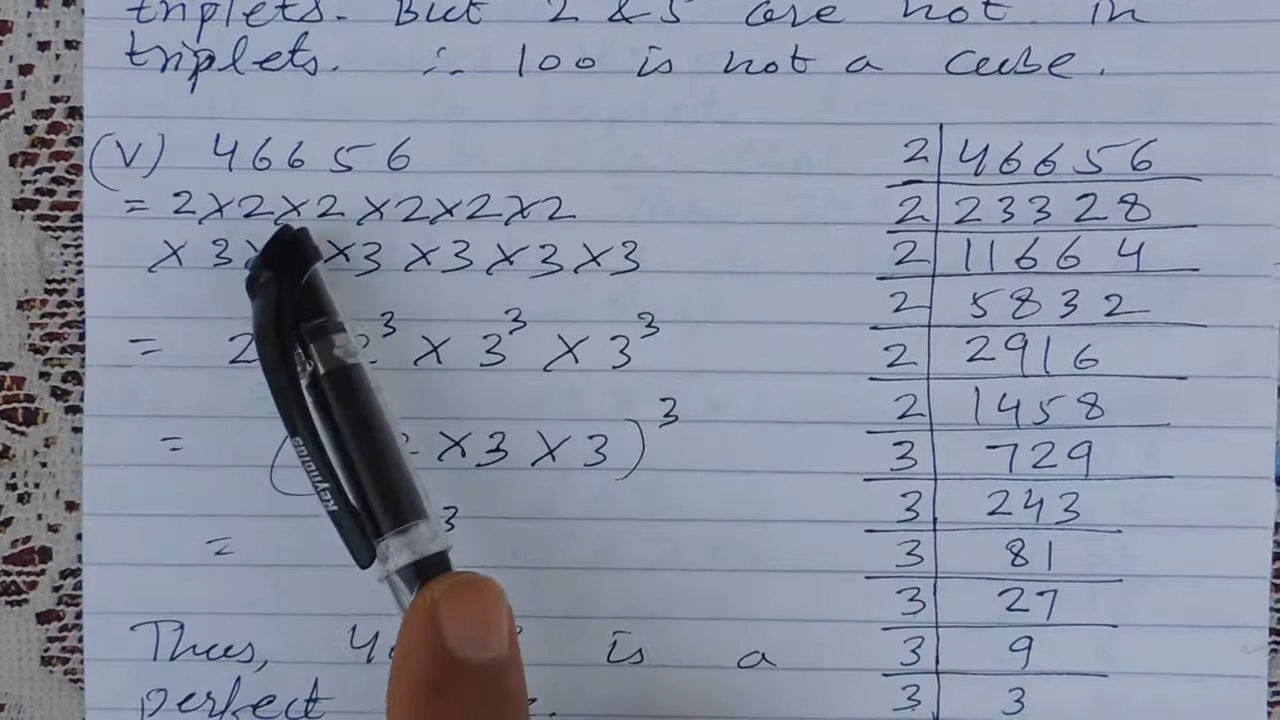 triplets. But 2 & 5 are not in
triplets. ∴ 100 is not a cube.
(V) 46656
= 2×2×2×2×2×2
× 3× ×3 ×3 ×3 ×3
= 2 ³ × 3³ × 3³
= ( ×3 ×3)³
= ³
Thus, 4 is a
perfect
2|46656
2|23328
2|11664
2|5832
2|2916
2|1458
3|729
3|243
3|81
3|27
3|9
3|3
keynotes